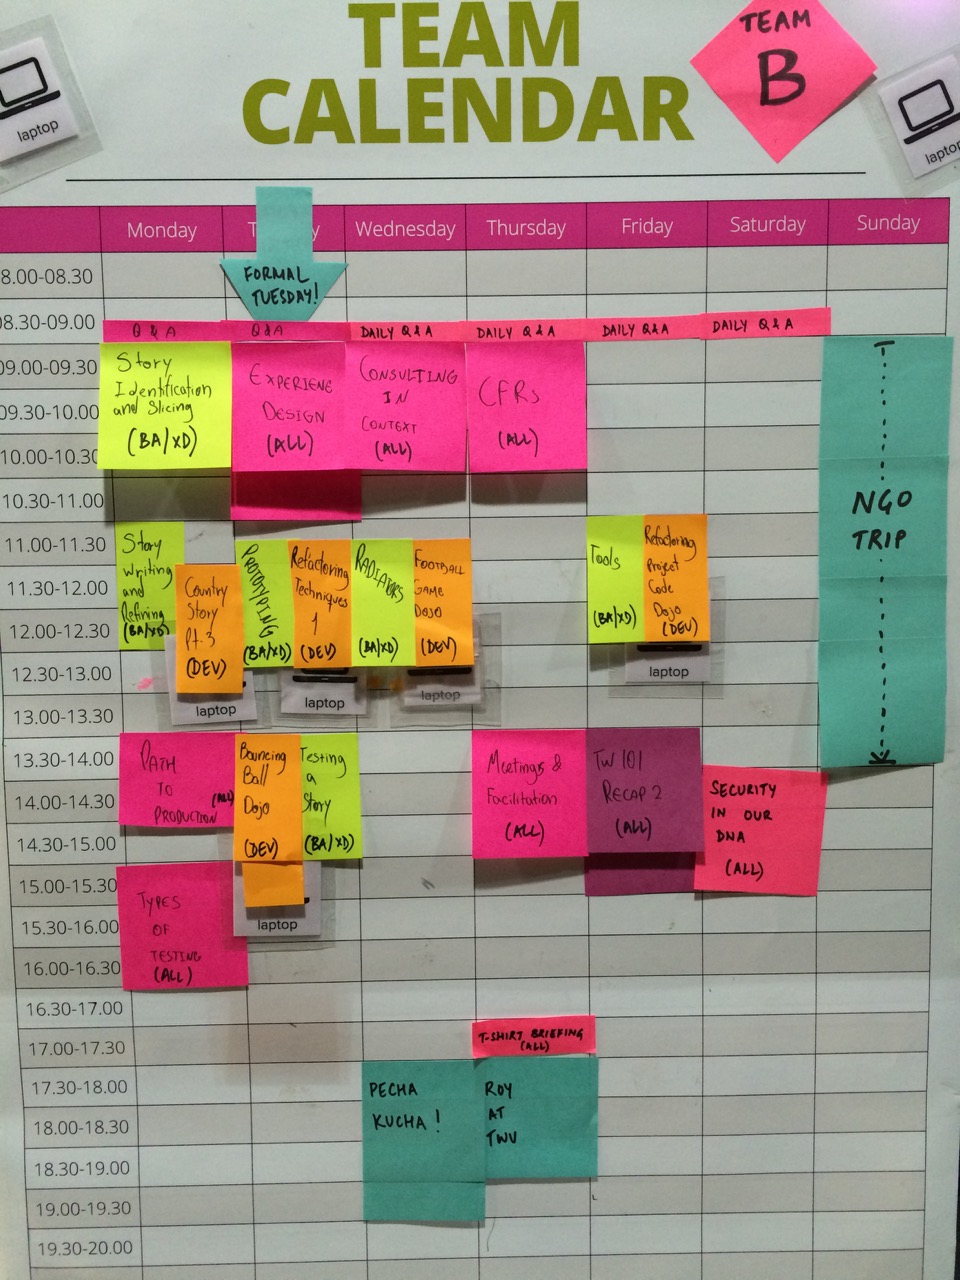 TEAM
CALENDAR
TEAM
B
laptop
laptop
Monday
Wednesday
Thursday
Friday
Saturday
Sunday
FORMAL
TUESDAY!
8.00-08.30
08.30-09.00
Q & A
Q&A
DAILY Q&A
DAILY Q&A
DAILY Q&A
DAILY Q&A
09.00-09.30
09.30-10.00
10.00-10.30
10.30-11.00
11.00-11.30
11.30-12.00
12.00-12.30
12.30-13.00
13.00-13.30
13.30-14.00
14.00-14.30
14.30-15.00
15.00-15.30
15.30-16.00
16.00-16.30
16.30-17.00
17.00-17.30
17.30-18.00
18.00-18.30
18.30-19.00
19.00-19.30
19.30-20.00
Story
Identification
and Slicing
(BA/XD)
EXPERIENE
DESIGN
(ALL)
CONSULTING
IN
CONTEXT
(ALL)
CFRs
(ALL)
NGO
TRIP
Story
Writing
and
Refining
(BA/XD)
Country
Story
Pt.3
(DEV)
laptop
PROTOTYPING
(BA/XD)
Refactoring
Techniques
1
(DEV)
laptop
RADIATORS
(BA/XD)
FOOTBALL
GAME
DOJO
(DEV)
laptop
Tools
(BA/XD)
Refactoring
Project
Code
Dojo
(DEV)
laptop
PATH
TO
PRODUCTION
(ALL)
Bouncing
Ball
Dojo
(DEV)
laptop
Testing
a
Story
(BA/XD)
Meetings &
Facilitation
(ALL)
TW 101
RECAP 2
(ALL)
SECURITY
IN OUR
DNA
(ALL)
TYPES
OF
TESTING
(ALL)
T-SHIRT BRIEFING
(ALL)
PECHA
KUCHA!
ROY
AT
TWU